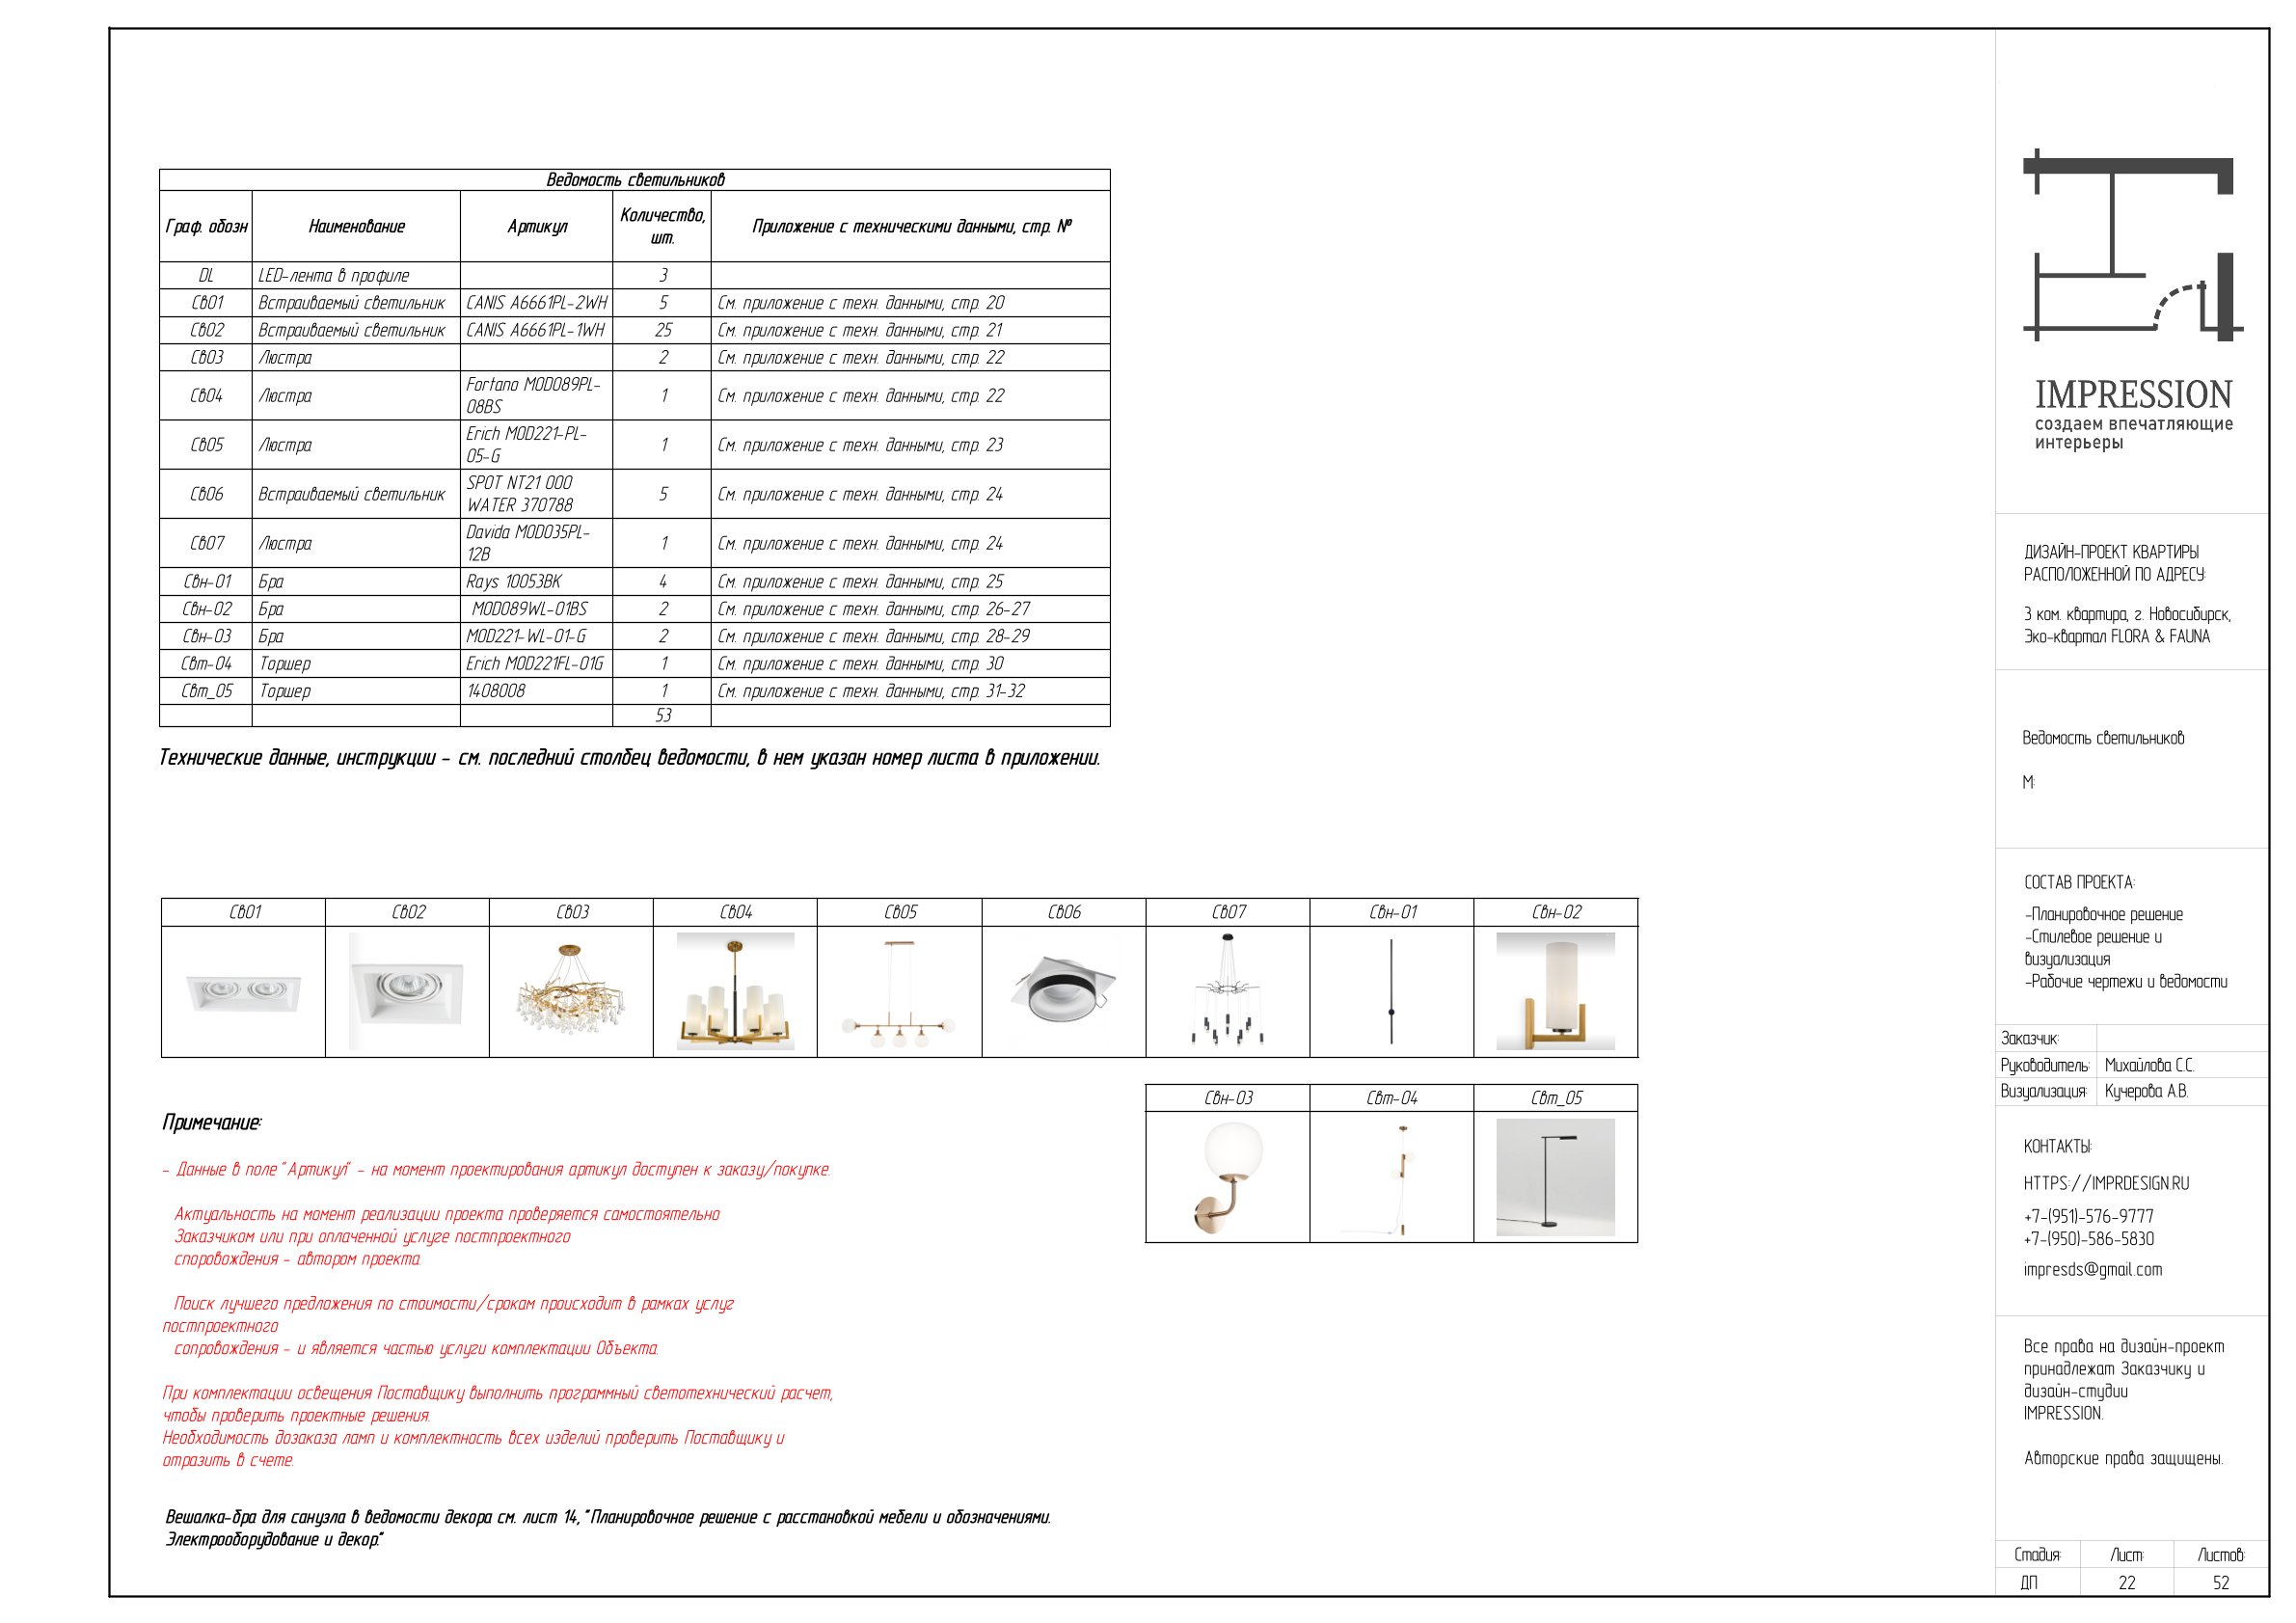 Ведомость светильников
Граф. обозн Наименование Артикул Количество, шт. Приложение с техническими данными, стр. №
DL LED-лента в профиле 3
Св01 Встраиваемый светильник CANIS A6661PL-2WH 5 См. приложение с техн. данными, стр. 20
Св02 Встраиваемый светильник CANIS A6661PL-1WH 25 См. приложение с техн. данными, стр. 21
Св03 Люстра 2 См. приложение с техн. данными, стр. 22
Св04 Люстра Fortano MOD089PL-08BS 1 См. приложение с техн. данными, стр. 22
Св05 Люстра Erich MOD221-PL-05-G 1 См. приложение с техн. данными, стр. 23
Св06 Встраиваемый светильник SPOT NT21 000 WATER 370788 5 См. приложение с техн. данными, стр. 24
Св07 Люстра Davida MOD035PL-12B 1 См. приложение с техн. данными, стр. 24
Свн-01 Бра Rays 10053BK 4 См. приложение с техн. данными, стр. 25
Свн-02 Бра MOD089WL-01BS 2 См. приложение с техн. данными, стр. 26-27
Свн-03 Бра MOD221-WL-01-G 2 См. приложение с техн. данными, стр. 28-29
Свт-04 Торшер Erich MOD221FL-01G 1 См. приложение с техн. данными, стр. 30
Свт_05 Торшер 1408008 1 См. приложение с техн. данными, стр. 31-32
53
Технические данные, инструкции - см. последний столбец ведомости, в нем указан номер листа в приложении.
Св01 Св02 Св03 Св04 Св05 Св06 Св07 Свн-01 Свн-02
Свн-03 Свт-04 Свт_05
Примечание:
- Данные в поле "Артикул" - на момент проектирования артикул доступен к заказу/покупке.
Актуальность на момент реализации проекта проверяется самостоятельно
Заказчиком или при оплаченной услуге постпроектного
споровождения - автором проекта.
Поиск лучшего предложения по стоимости/срокам происходит в рамках услуг
постпроектного
сопровождения - и является частью услуги комплектации Объекта.
При комплектации освещения Поставщику выполнить программный светотехнический расчет,
чтобы проверить проектные решения.
Необходимость дозаказа ламп и комплектность всех изделий проверить Поставщику и
отразить в счете.
Вешалка-бра для санузла в ведомости декора см. лист 14, "Планировочное решение с расстановкой мебели и обозначениями.
Электрооборудование и декор."
IMPRESSION
создаем впечатляющие
интерьеры
ДИЗАЙН-ПРОЕКТ КВАРТИРЫ
РАСПОЛОЖЕННОЙ ПО АДРЕСУ:
3 ком. квартира, г. Новосибирск,
Эко-квартал FLORA & FAUNA
Ведомость светильников
М:
СОСТАВ ПРОЕКТА:
-Планировочное решение
-Стилевое решение и
визуализация
-Рабочие чертежи и ведомости
Заказчик:
Руководитель: Михайлова С.С.
Визуализация: Кучерова А.В.
КОНТАКТЫ:
HTTPS://IMPRDESIGN.RU
+7-(951)-576-9777
+7-(950)-586-5830
impresds@gmail.com
Все права на дизайн-проект
принадлежат Заказчику и
дизайн-студии
IMPRESSION.
Авторские права защищены.
Стадия: Лист: Листов:
ДП 22 52